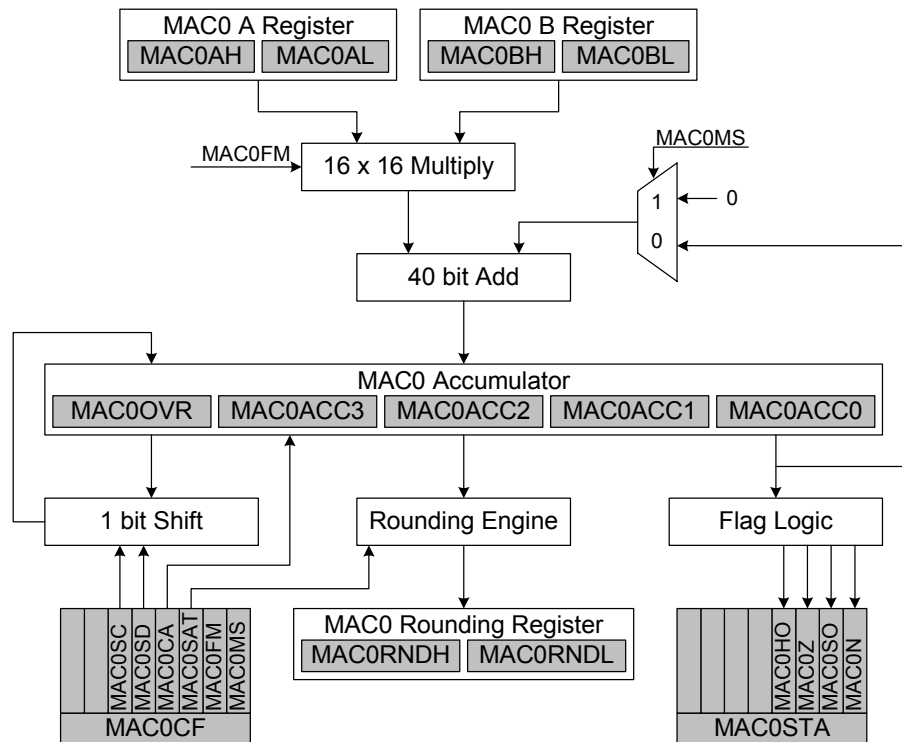 MAC0 A Register
MAC0AH MAC0AL
MAC0 B Register
MAC0BH MAC0BL
MAC0FM
16 x 16 Multiply
MAC0MS
1
0
0
40 bit Add
MAC0 Accumulator
MAC0OVR MAC0ACC3 MAC0ACC2 MAC0ACC1 MAC0ACC0
1 bit Shift
Rounding Engine
Flag Logic
MAC0SC
MAC0SD
MAC0CA
MAC0SAT
MAC0FM
MAC0MS
MAC0CF
MAC0 Rounding Register
MAC0RNDH MAC0RNDL
MAC0HO
MAC0Z
MAC0SO
MAC0N
MAC0STA